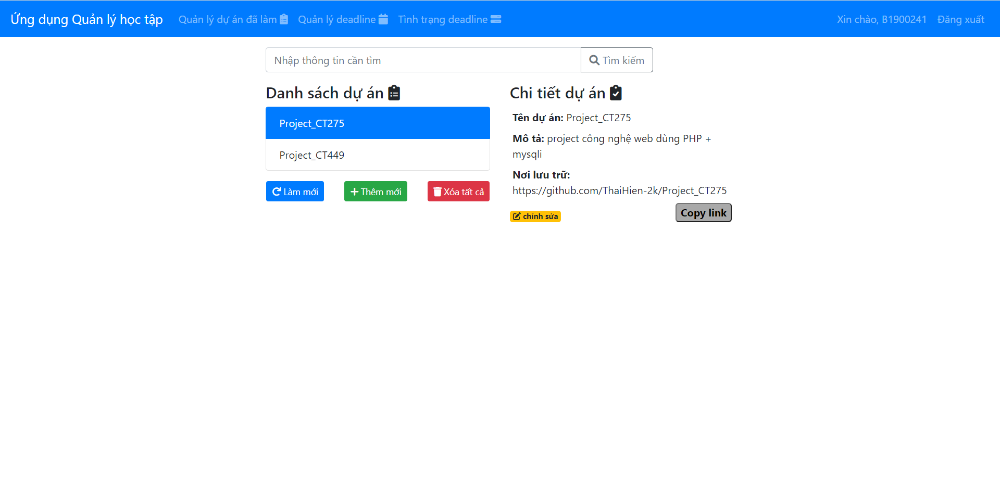 Ứng dụng Quản lý học tập Quản lý dự án đã làm Quản lý deadline Tình trạng deadline Xin chào, B1900241 Đăng xuất
Nhập thông tin cần tìm Tìm kiếm
Danh sách dự án
Project_CT275
Project_CT449
Làm mới Thêm mới Xóa tất cả
Chi tiết dự án
Tên dự án: Project_CT275
Mô tả: project công nghệ web dùng PHP +
mysqli
Nơi lưu trữ:
https://github.com/ThaiHien-2k/Project_CT275
chỉnh sửa Copy link